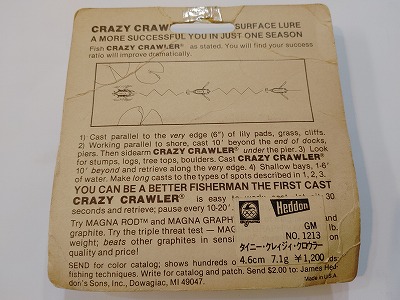 CRAZY CRAW SURFACE LURE
A MORE SUCCESSFUL YOU IN JUST ONE SEASON
Fish CRAZY CRAWLER® as stated. You will find your success
ratio will improve dramatically.
1) Cast parallel to the very edge (6") of lily pads, grass, cliffs.
2) Working parallel to shore, cast 10' beyond the end of docks,
piers. Then sidearm CRAZY CRAWLER® under the pier. 3) Look
for stumps, logs, tree tops, boulders. Cast CRAZY CRAWLER®
10' beyond and retrieve along the very edge. 4) Shallow bays, 1-6'
of water. Make long casts to the types of spots described in 1, 2, 3.
YOU CAN BE A BETTER FISHERMAN THE FIRST CAST
CRAZY CRAWLER® is easy to 30
seconds and retrieve; pause every 10-20'.
Try MAGNA ROD™ and MAGNA GRAPH
graphite. Try the triple threat test — MAG lb.
weight; beats other graphites in sensi
quality and price!
SEND for color catalog; shows hundreds o ds:
fishing techniques. Write for catalog and patch. Send $2.00 to: James Hed-
don's Sons, Inc., Dowagiac, MI 49047.
Heddon
GM
NO. 1213
タイニー・クレイジィ・クロウラー
4.6cm 7.1g ¥1,200